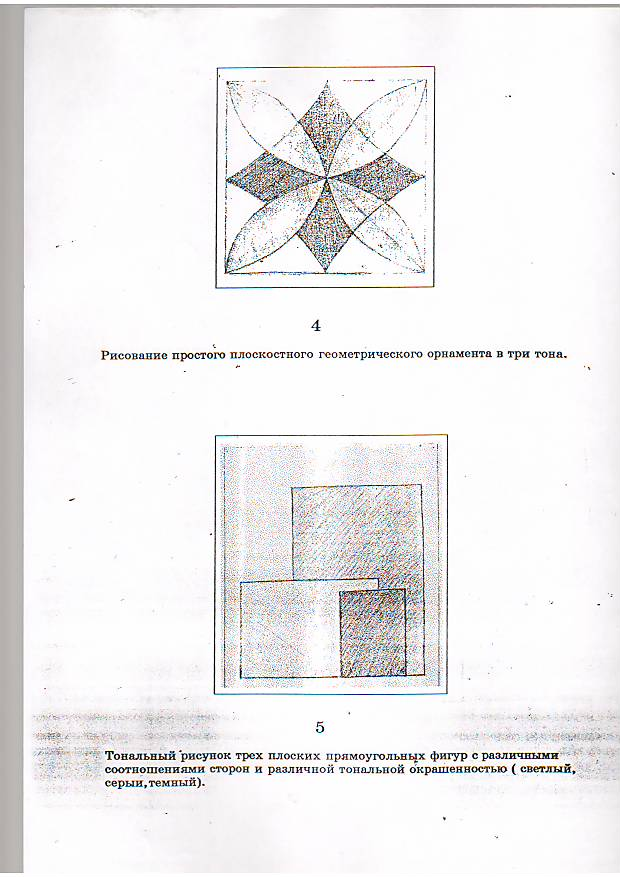 4
Рисование простого плоскостного геометрического орнамента в три тона.
5
Тональный рисунок трех плоских прямоугольных фигур с различными
соотношениями сторон и различной тональной окрашенностью ( светлый,
серый,темный).